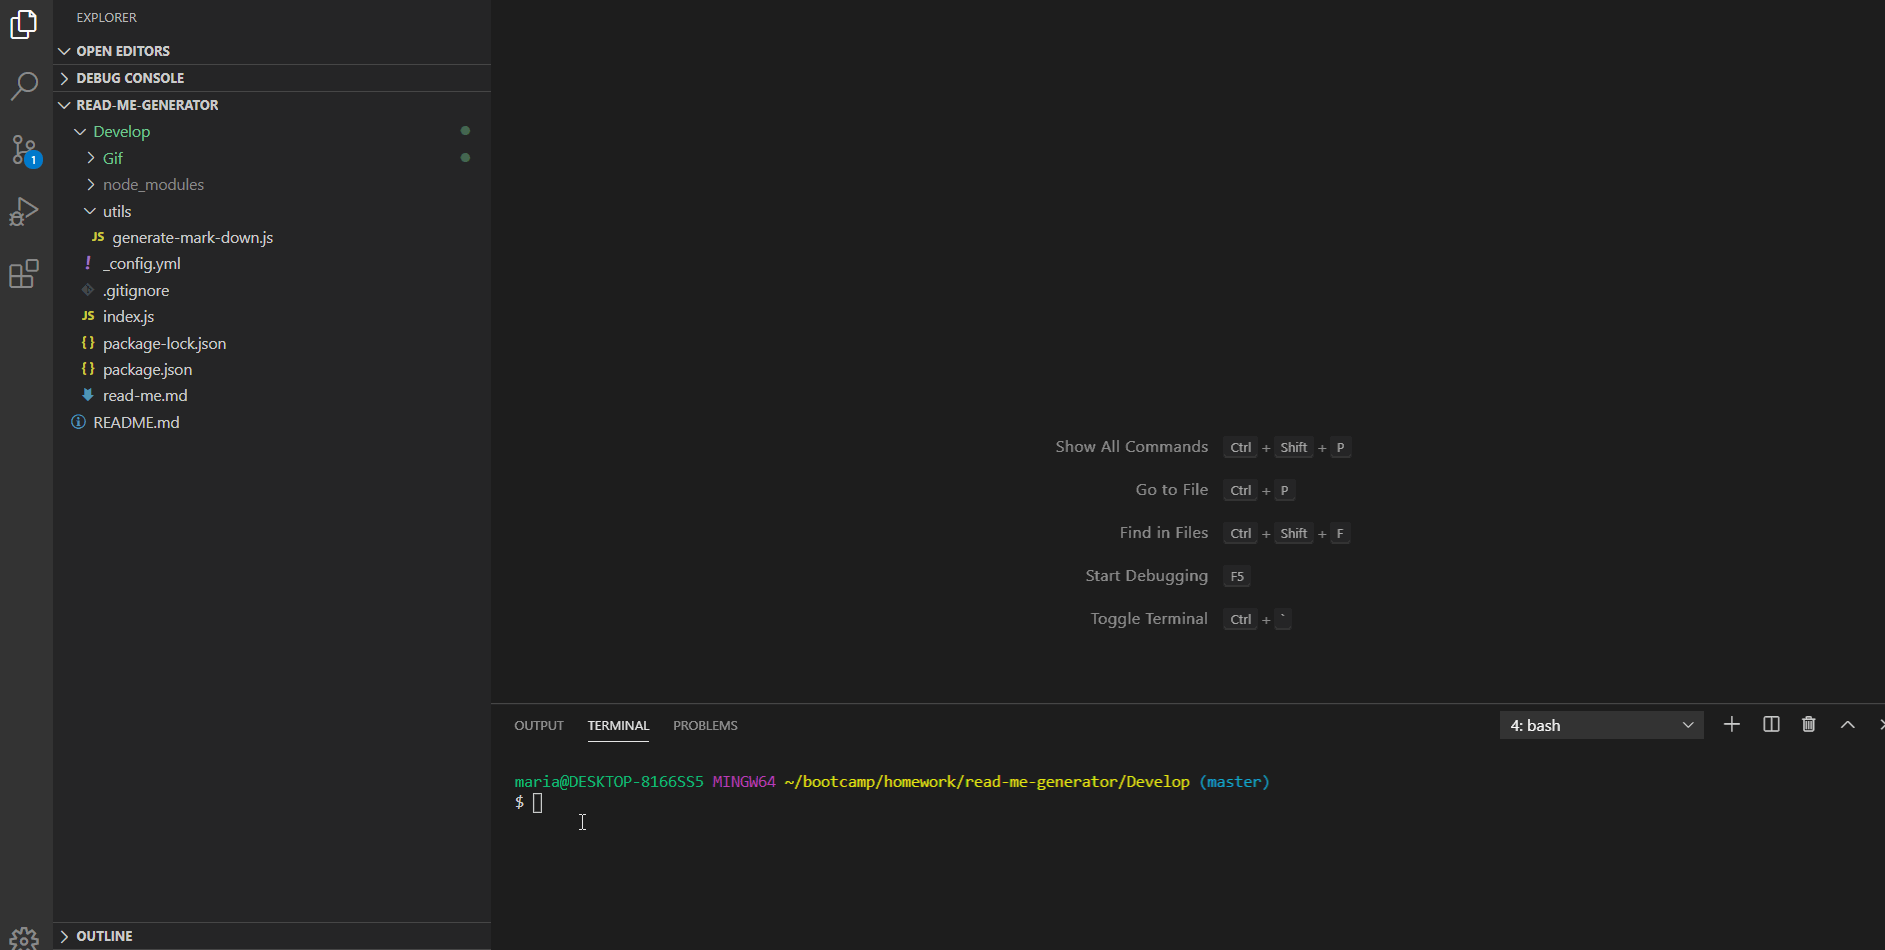 EXPLORER
OPEN EDITORS
DEBUG CONSOLE
READ-ME-GENERATOR
Develop
Gif
1
node_modules
utils
JS generate-mark-down.js
! _config.yml
.gitignore
JS index.js
{} package-lock.json
{} package.json
read-me.md
README.md
OUTLINE
Show All Commands Ctrl + Shift + P
Go to File Ctrl + P
Find in Files Ctrl + Shift + F
Start Debugging F5
Toggle Terminal Ctrl + `
OUTPUT TERMINAL PROBLEMS 4: bash
maria@DESKTOP-8166SS5 MINGW64 ~/bootcamp/homework/read-me-generator/Develop (master)
$